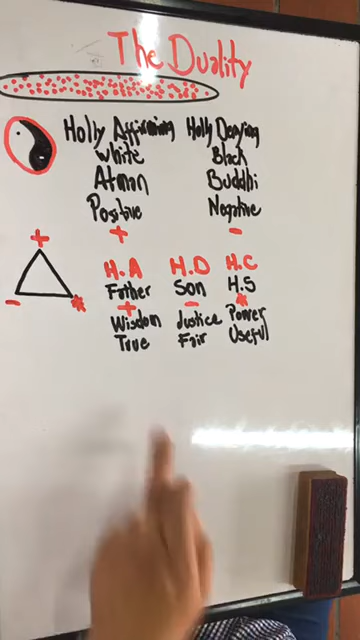 The Duality
Holly Affirming Holly Denying
White Black
Atman Buddhi
Positive Negative
+ -
+
H.A H.D H.C
Father Son H.S
- *
+ - *
Wisdom Justice Power
True Fair Useful